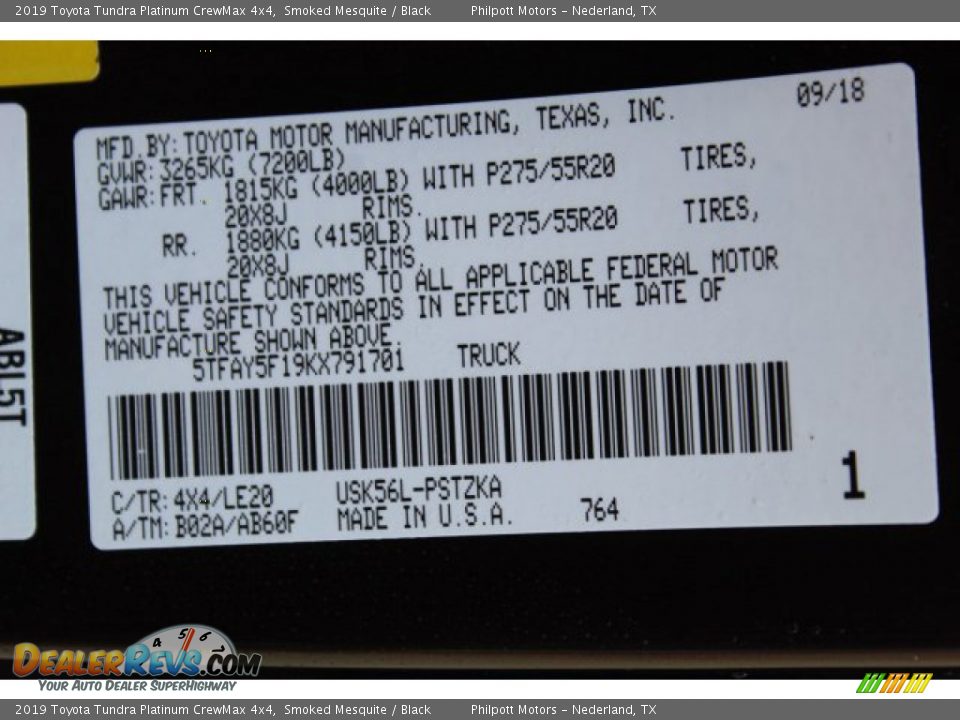 2019 Toyota Tundra Platinum CrewMax 4x4, Smoked Mesquite / Black Philpott Motors – Nederland, TX
09/18
MFD.BY:TOYOTA MOTOR MANUFACTURING, TEXAS, INC.
GVWR:3265KG (7200LB)
GAWR:FRT. 1815KG (4000LB) WITH P275/55R20 TIRES,
20X8J RIMS.
RR. 1880KG (4150LB) WITH P275/55R20 TIRES,
20X8J RIMS.
THIS VEHICLE CONFORMS TO ALL APPLICABLE FEDERAL MOTOR
VEHICLE SAFETY STANDARDS IN EFFECT ON THE DATE OF
MANUFACTURE SHOWN ABOVE.
5TFAY5F19KX791701 TRUCK
C/TR:4X4/LE20 USK56L-PSTZKA
A/TM:B02A/AB60F MADE IN U.S.A. 764
1
ABL5T
4 5 6
DEALERREVS.COM
YOUR AUTO DEALER SUPERHIGHWAY
2019 Toyota Tundra Platinum CrewMax 4x4, Smoked Mesquite / Black Philpott Motors – Nederland, TX